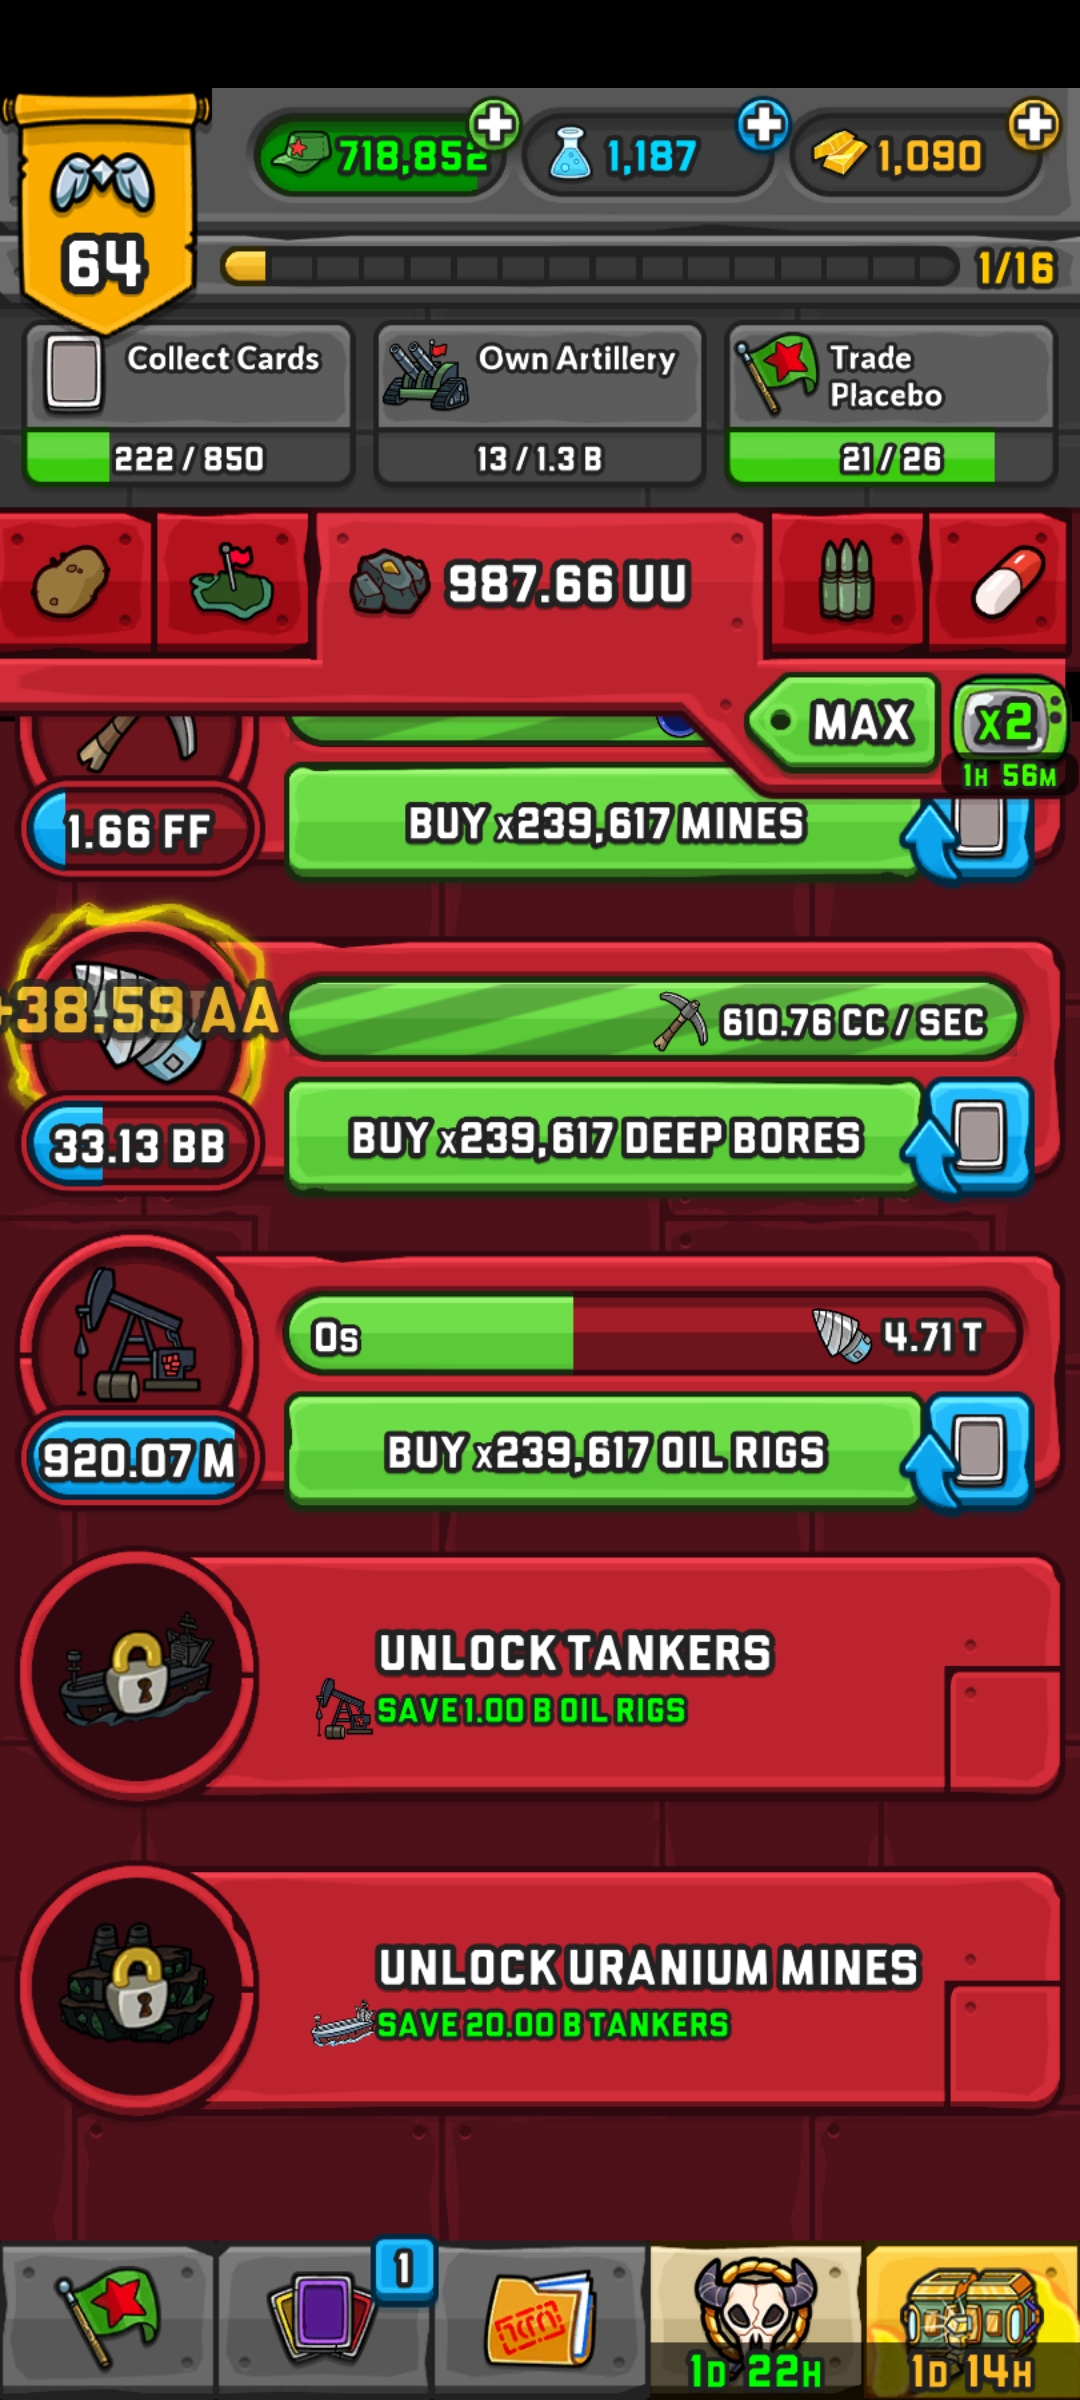 718,852
1,187
1,090
64
1/16
Collect Cards
222 / 850
Own Artillery
13 / 1.3 B
Trade
Placebo
21 / 26
987.66 UU
MAX
x2
1H 56M
1.66 FF
BUY x239,617 MINES
+38.59 AA
610.76 CC / SEC
33.13 BB
BUY x239,617 DEEP BORES
0s
4.71 T
920.07 M
BUY x239,617 OIL RIGS
UNLOCK TANKERS
SAVE 1.00 B OIL RIGS
UNLOCK URANIUM MINES
SAVE 20.00 B TANKERS
1
1D 22H
1D 14H